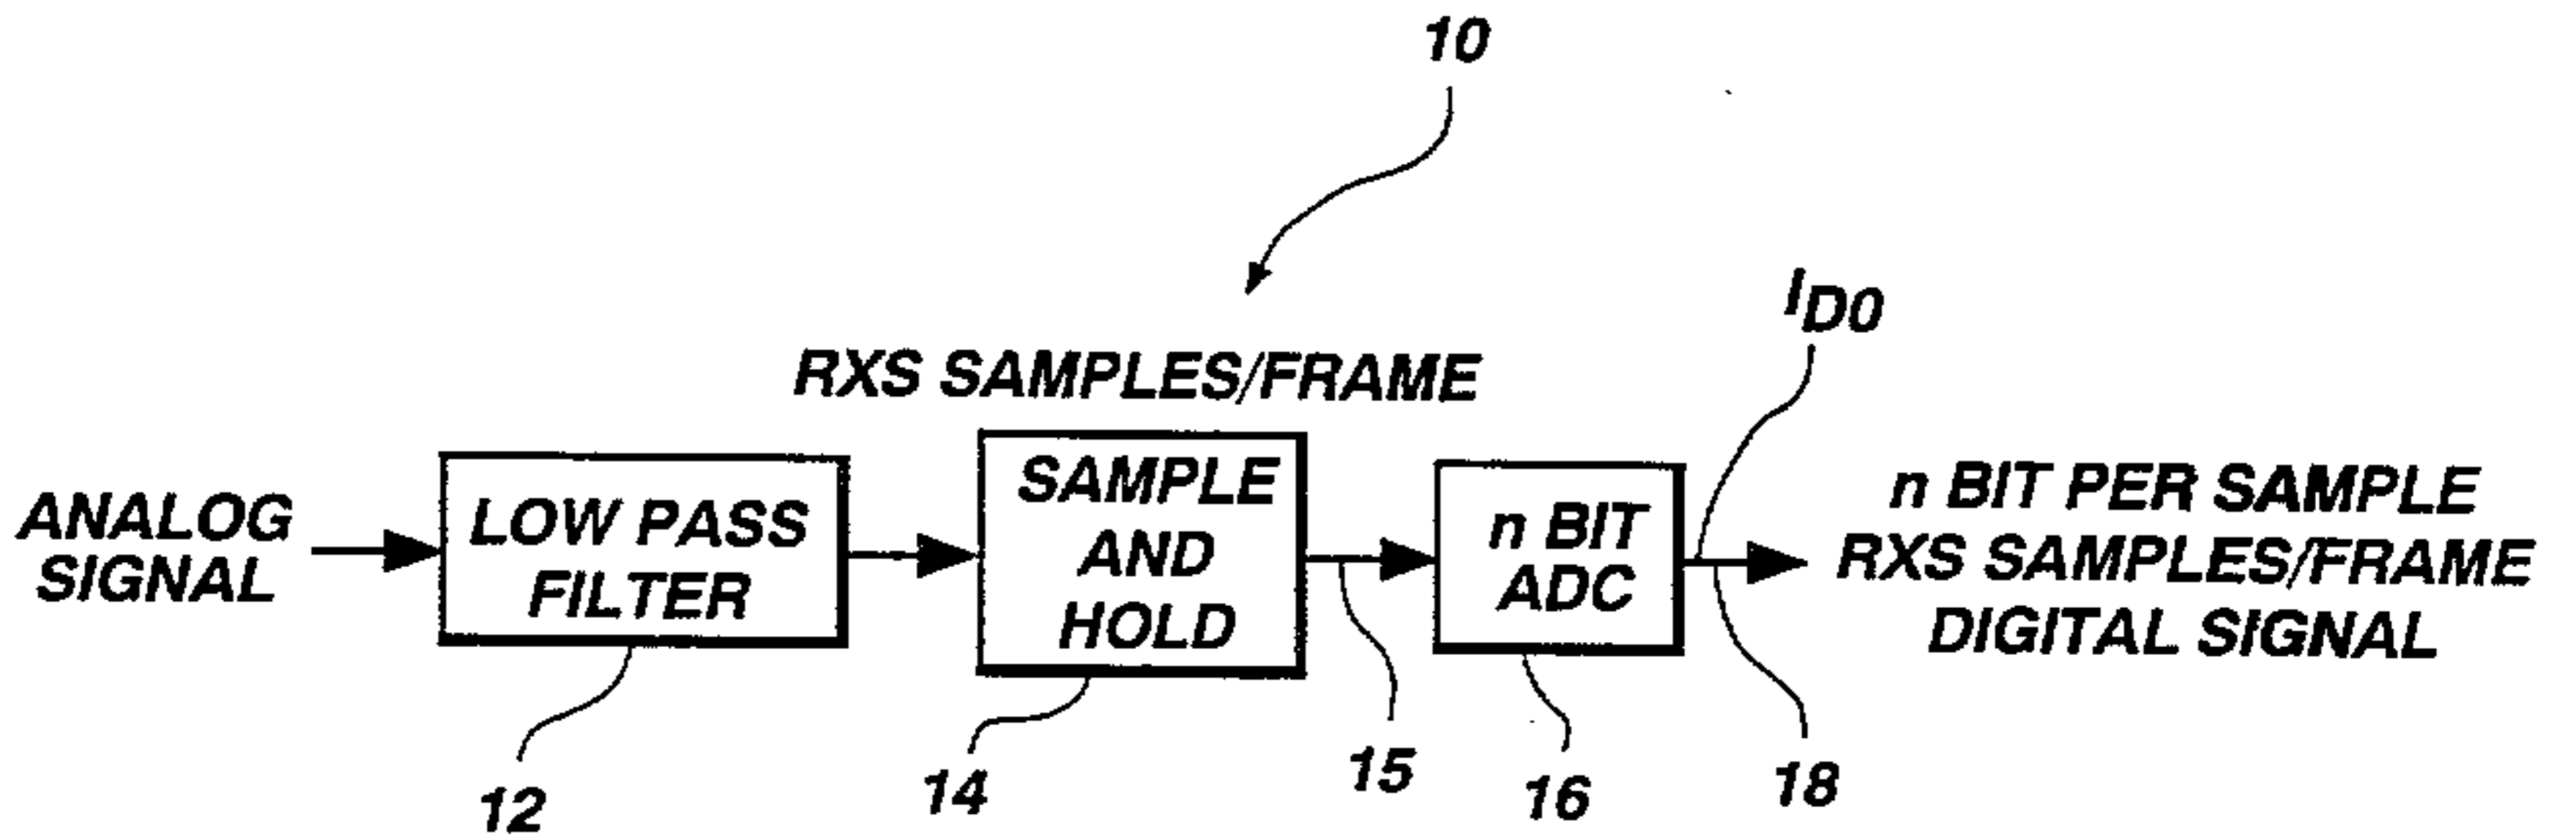 10
I_D0
RXS SAMPLES/FRAME
ANALOG
SIGNAL
LOW PASS
FILTER
SAMPLE
AND
HOLD
n BIT
ADC
n BIT PER SAMPLE
RXS SAMPLES/FRAME
DIGITAL SIGNAL
12
14
15
16
18